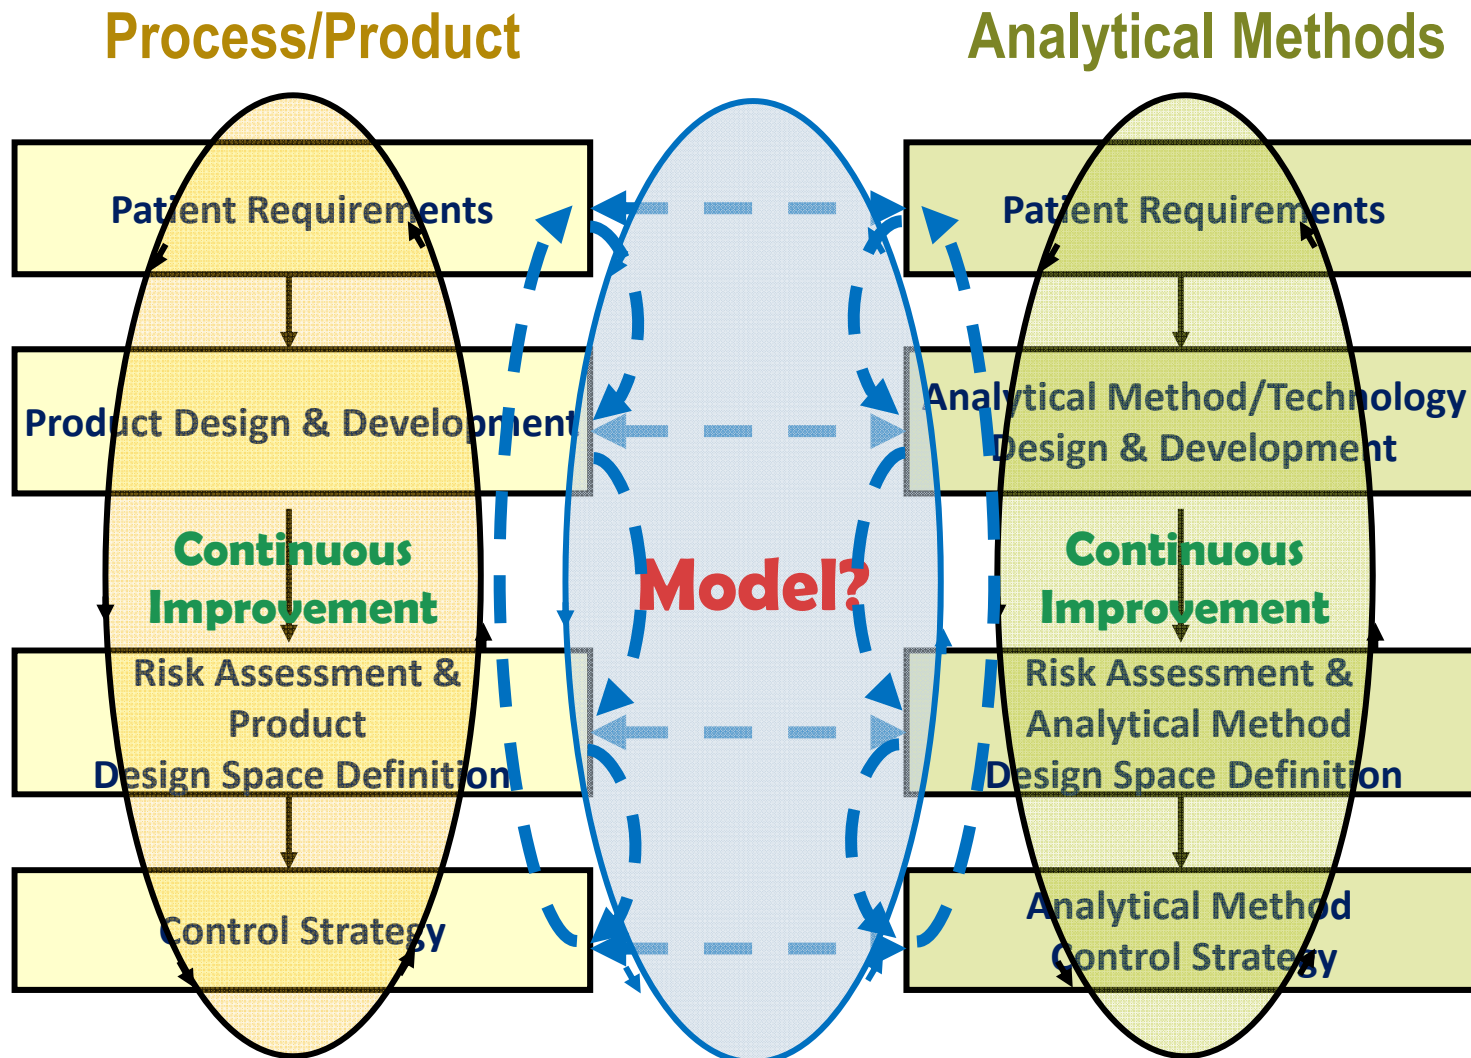 Process/Product
Patient Requirements
Product Design & Development
Continuous
Improvement
Risk Assessment &
Product
Design Space Definition
Control Strategy
Model?
Analytical Methods
Patient Requirements
Analytical Method/Technology
Design & Development
Continuous
Improvement
Risk Assessment &
Analytical Method
Design Space Definition
Analytical Method
Control Strategy